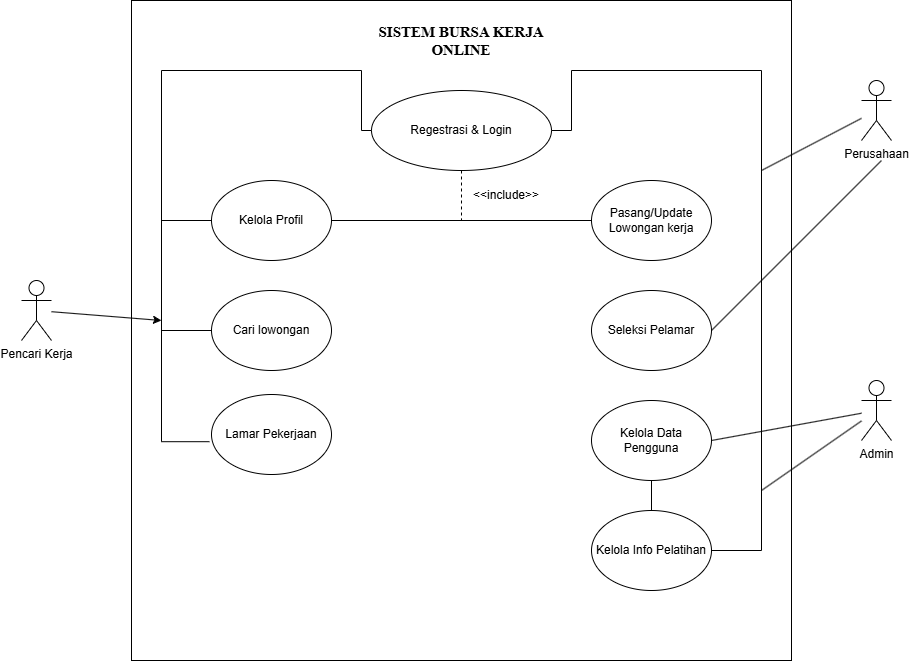 SISTEM BURSA KERJA
ONLINE
Regestrasi & Login
Perusahaan
<<include>>
Kelola Profil
Pasang/Update
Lowongan kerja
Cari lowongan
Seleksi Pelamar
Pencari Kerja
Lamar Pekerjaan
Kelola Data
Pengguna
Admin
Kelola Info Pelatihan